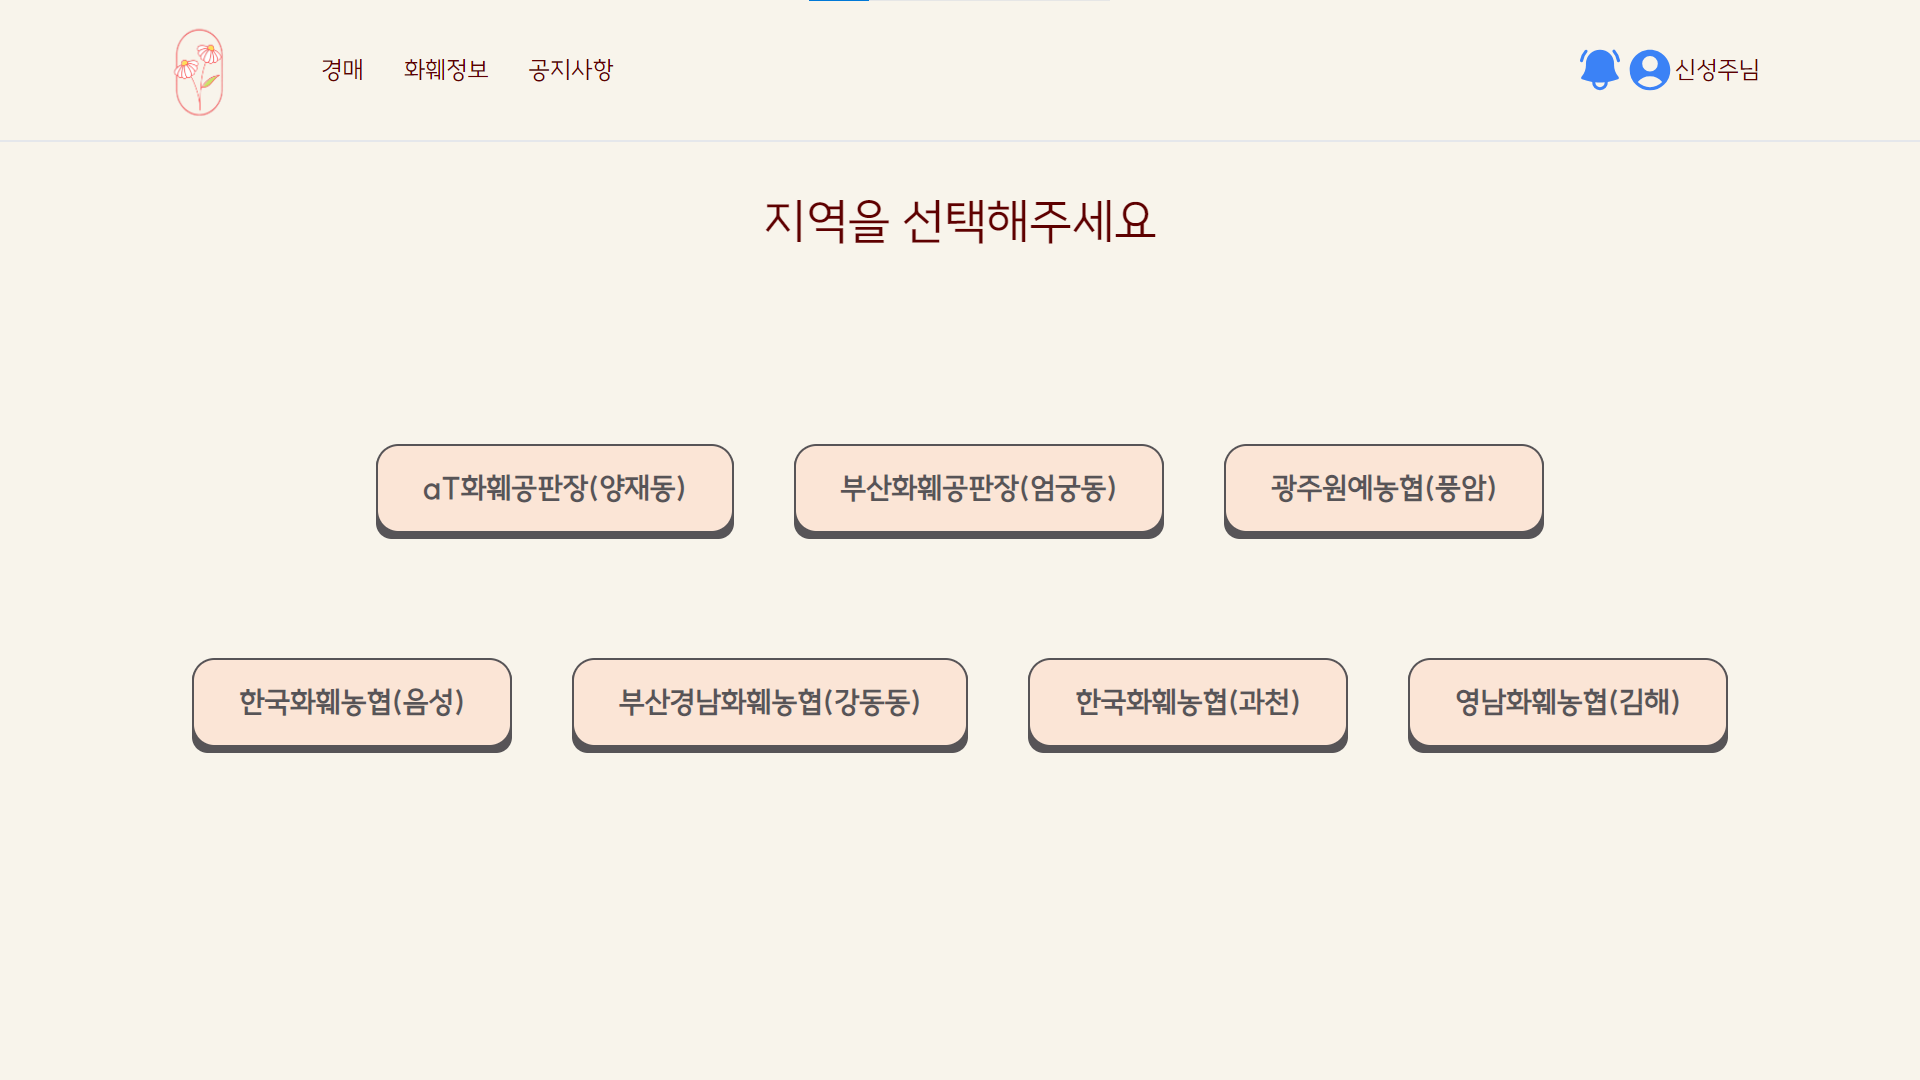 경매 화훼정보 공지사항 신성주님
지역을 선택해주세요
aT화훼공판장(양재동) 부산화훼공판장(엄궁동) 광주원예농협(풍암)
한국화훼농협(음성) 부산경남화훼농협(강동동) 한국화훼농협(과천) 영남화훼농협(김해)